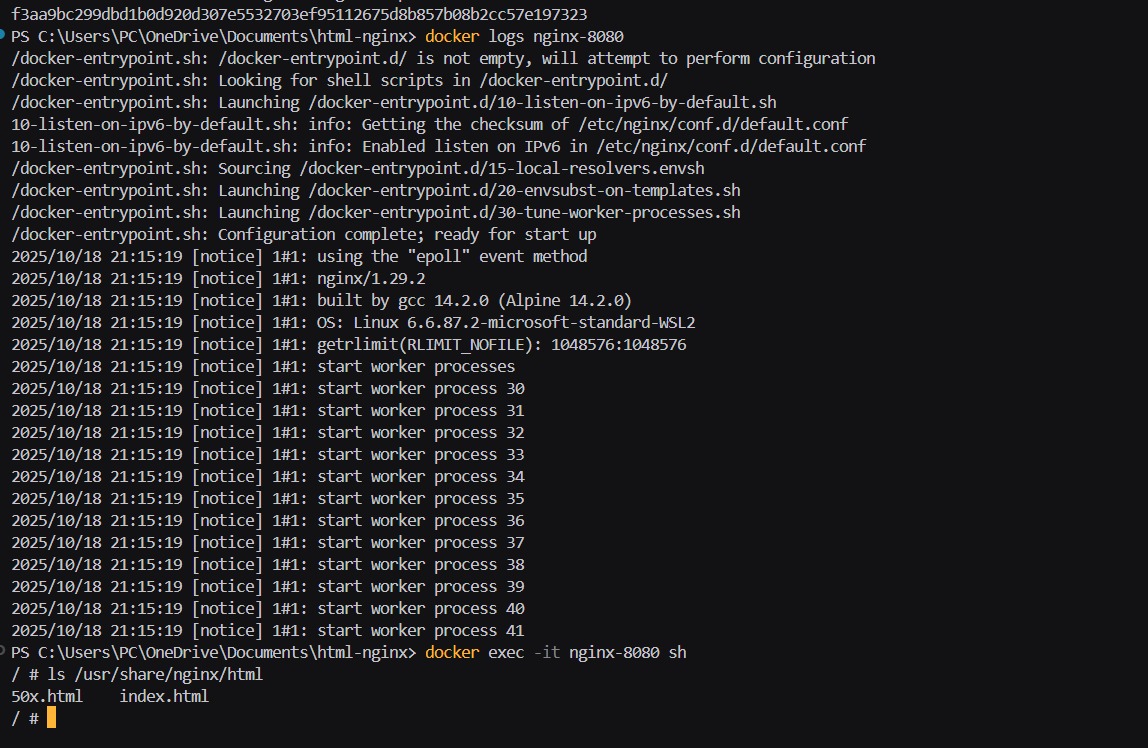 f3aa9bc299dbd1b0d920d307e5532703ef95112675d8b857b08b2cc57e197323
PS C:\Users\PC\OneDrive\Documents\html-nginx> docker logs nginx-8080
/docker-entrypoint.sh: /docker-entrypoint.d/ is not empty, will attempt to perform configuration
/docker-entrypoint.sh: Looking for shell scripts in /docker-entrypoint.d/
/docker-entrypoint.sh: Launching /docker-entrypoint.d/10-listen-on-ipv6-by-default.sh
10-listen-on-ipv6-by-default.sh: info: Getting the checksum of /etc/nginx/conf.d/default.conf
10-listen-on-ipv6-by-default.sh: info: Enabled listen on IPv6 in /etc/nginx/conf.d/default.conf
/docker-entrypoint.sh: Sourcing /docker-entrypoint.d/15-local-resolvers.envsh
/docker-entrypoint.sh: Launching /docker-entrypoint.d/20-envsubst-on-templates.sh
/docker-entrypoint.sh: Launching /docker-entrypoint.d/30-tune-worker-processes.sh
/docker-entrypoint.sh: Configuration complete; ready for start up
2025/10/18 21:15:19 [notice] 1#1: using the "epoll" event method
2025/10/18 21:15:19 [notice] 1#1: nginx/1.29.2
2025/10/18 21:15:19 [notice] 1#1: built by gcc 14.2.0 (Alpine 14.2.0)
2025/10/18 21:15:19 [notice] 1#1: OS: Linux 6.6.87.2-microsoft-standard-WSL2
2025/10/18 21:15:19 [notice] 1#1: getrlimit(RLIMIT_NOFILE): 1048576:1048576
2025/10/18 21:15:19 [notice] 1#1: start worker processes
2025/10/18 21:15:19 [notice] 1#1: start worker process 30
2025/10/18 21:15:19 [notice] 1#1: start worker process 31
2025/10/18 21:15:19 [notice] 1#1: start worker process 32
2025/10/18 21:15:19 [notice] 1#1: start worker process 33
2025/10/18 21:15:19 [notice] 1#1: start worker process 34
2025/10/18 21:15:19 [notice] 1#1: start worker process 35
2025/10/18 21:15:19 [notice] 1#1: start worker process 36
2025/10/18 21:15:19 [notice] 1#1: start worker process 37
2025/10/18 21:15:19 [notice] 1#1: start worker process 38
2025/10/18 21:15:19 [notice] 1#1: start worker process 39
2025/10/18 21:15:19 [notice] 1#1: start worker process 40
2025/10/18 21:15:19 [notice] 1#1: start worker process 41
PS C:\Users\PC\OneDrive\Documents\html-nginx> docker exec -it nginx-8080 sh
/ # ls /usr/share/nginx/html
50x.html    index.html
/ #